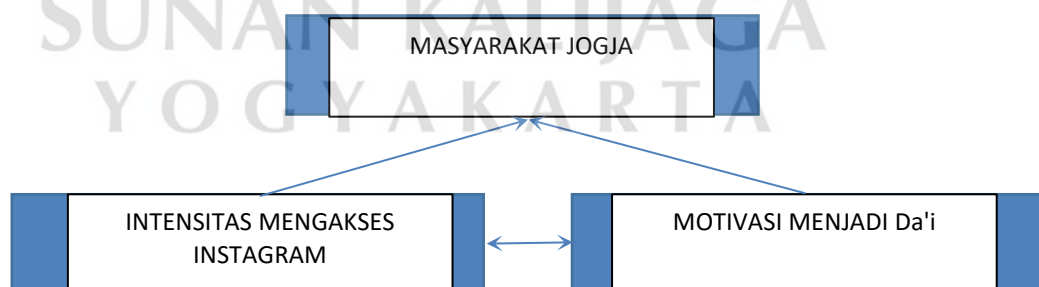 SUNAN KALIJAGA
MASYARAKAT JOGJA
YOGYAKARTA
INTENSITAS MENGAKSES
INSTAGRAM
MOTIVASI MENJADI Da'i